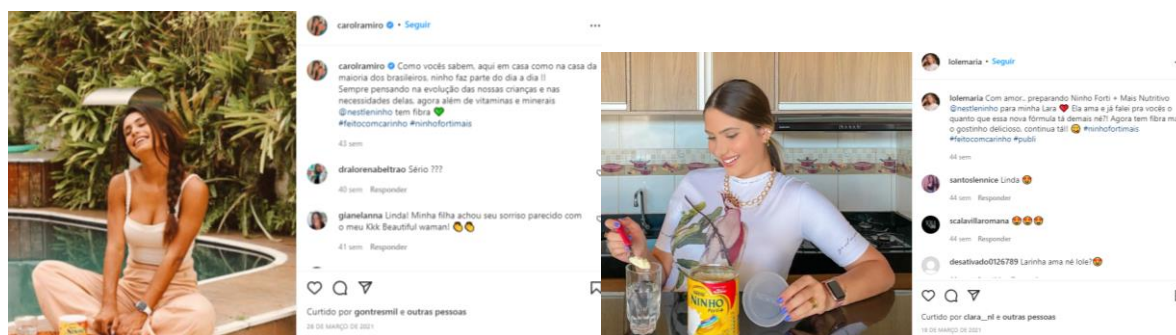 carolramiro • Seguir
carolramiro Como vocês sabem, aqui em casa como na casa da
maioria dos brasileiros, ninho faz parte do dia a dia !!
Sempre pensando na evolução das nossas crianças e nas
necessidades delas. agora além de vitaminas e minerais
@nestleninho tem fibra 💚
#feitocomcarinho #ninhofortimais
43 sem
dralorenabeltrao Sério ???
40 sem Responder
gianelanna Linda! Minha filha achou seu sorriso parecido com
o meu Kkk Beautiful waman! 👏👏
41 sem Responder
Curtido por gontresmil e outras pessoas
28 DE MARÇO DE 2021
NINHO
lolemaria • Seguir
lolemaria Com amor.. preparando Ninho Forti + Mais Nutritivo
@nestleninho para minha Lara ❤️ Ela ama e já falei pra vocês o
quanto que essa nova fórmula tá demais né?! Agora tem fibra
o gostinho delicioso, continua tá!! 😋 #ninhofortimais
#feitocomcarinho #publi
44 sem
santoslennice Linda 😍
44 sem Responder
scalavillaromana 😍😍😍
44 sem Responder
desativado0126789 Larinha ama né lole?😍
Curtido por clara__nl e outras pessoas
18 DE MARÇO DE 2021